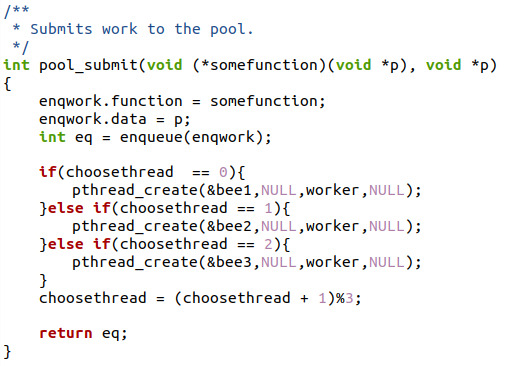 /**
 * Submits work to the pool.
 */
int pool_submit(void (*somefunction)(void *p), void *p)
{
    enqwork.function = somefunction;
    enqwork.data = p;
    int eq = enqueue(enqwork);

    if(choosethread  == 0){
        pthread_create(&bee1,NULL,worker,NULL);
    }else if(choosethread == 1){
        pthread_create(&bee2,NULL,worker,NULL);
    }else if(choosethread == 2){
        pthread_create(&bee3,NULL,worker,NULL);
    }
    choosethread = (choosethread + 1)%3;

    return eq;
}